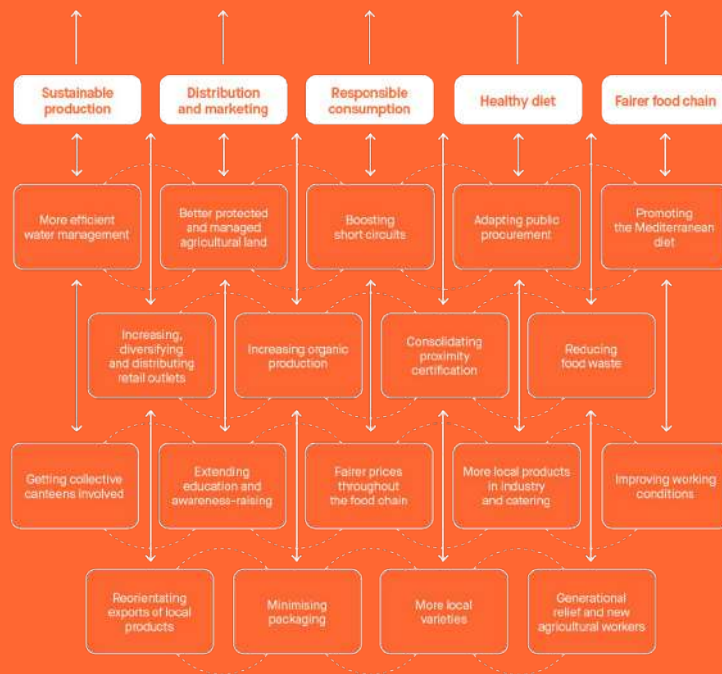 Sustainable
production
Distribution
and marketing
Responsible
consumption
Healthy diet
Fairer food chain
More efficient
water management
Better protected
and managed
agricultural land
Boosting
short circuits
Adapting public
procurement
Promoting
the Mediterranean
diet
Increasing,
diversifying
and distributing
retail outlets
Increasing organic
production
Consolidating
proximity
certification
Reducing
food waste
Getting collective
canteens involved
Extending
education and
awareness-raising
Fairer prices
throughout
the food chain
More local products
in industry
and catering
Improving working
conditions
Reorientating
exports of local
products
Minimising
packaging
More local
varieties
Generational
relief and new
agricultural workers